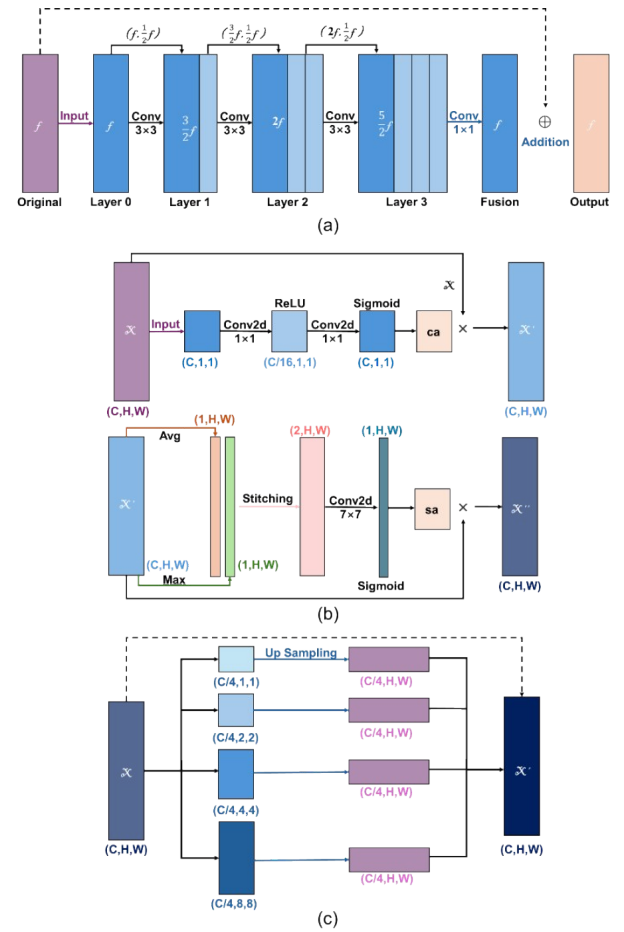 (f. 1/2 f) (3/2 f. 1/2 f) (2f. 1/2 f)
f Input f Conv 3×3 3/2 f Conv 3×3 2f Conv 3×3 5/2 f Conv 1×1 f ⊕ Addition f
Original Layer 0 Layer 1 Layer 2 Layer 3 Fusion Output
(a)
X
ReLU Sigmoid
X Input Conv2d 1×1 Conv2d 1×1 ca × X'
(C,1,1) (C/16,1,1) (C,1,1)
(C,H,W) (C,H,W)
(1,H,W) (2,H,W) (1,H,W)
Avg
X' Stitching Conv2d 7×7 sa × X''
(C,H,W) (1,H,W)
Max Sigmoid (C,H,W)
(b)
Up Sampling
(C/4,1,1) (C/4,H,W)
(C/4,2,2) (C/4,H,W)
X X'
(C/4,4,4) (C/4,H,W)
(C,H,W) (C,H,W)
(C/4,8,8) (C/4,H,W)
(c)